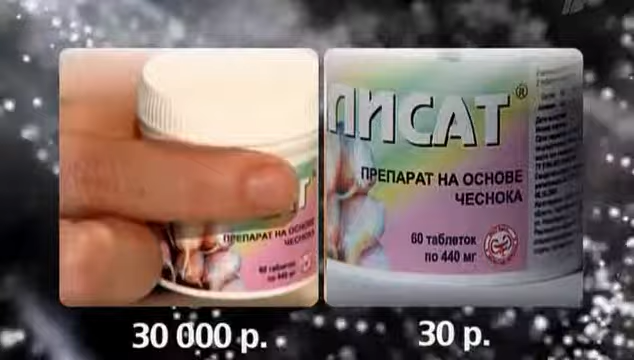 ПРЕПАРАТ НА ОСНОВЕ
ЧЕСНОКА
60 таблеток
по 440 мг
ПИСАТ®
ПРЕПАРАТ НА ОСНОВЕ
ЧЕСНОКА
60 таблеток
по 440 мг
30 000 р.
30 р.